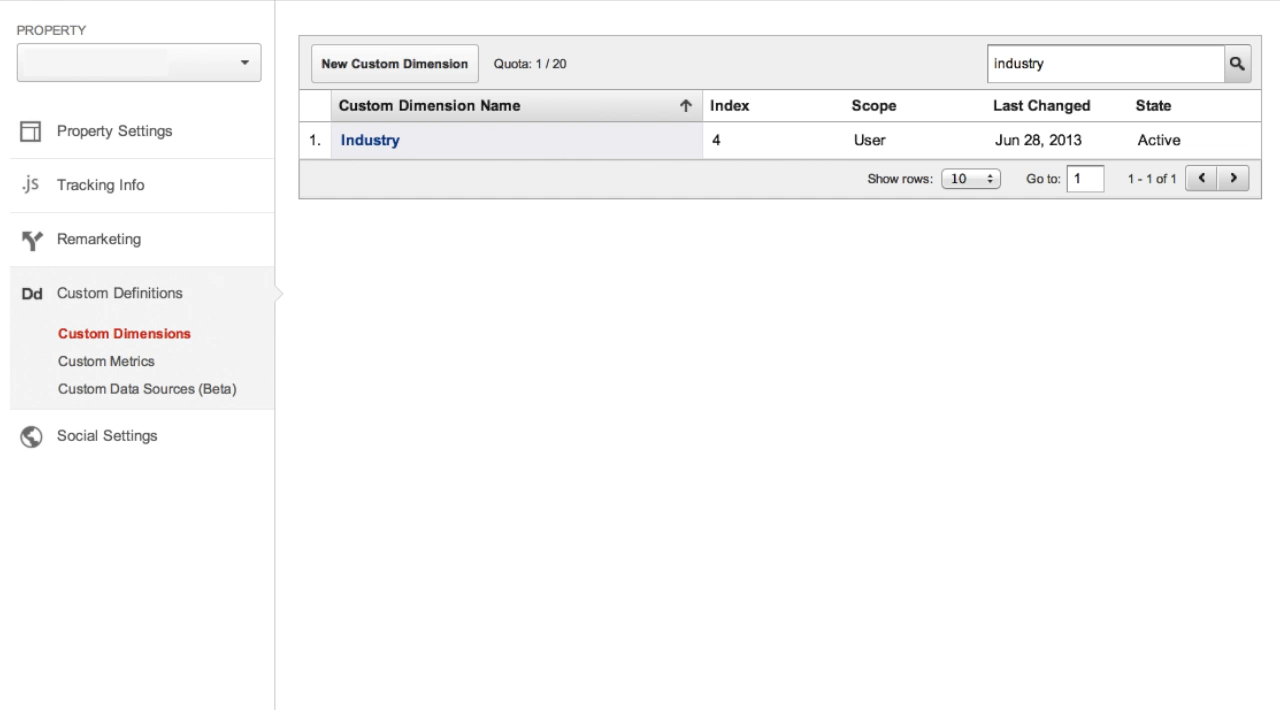 PROPERTY
Property Settings
.js Tracking Info
Remarketing
Dd Custom Definitions
Custom Dimensions
Custom Metrics
Custom Data Sources (Beta)
Social Settings
New Custom Dimension Quota: 1 / 20 industry
Custom Dimension Name Index Scope Last Changed State
1. Industry 4 User Jun 28, 2013 Active
Show rows: 10 Go to: 1 1 - 1 of 1